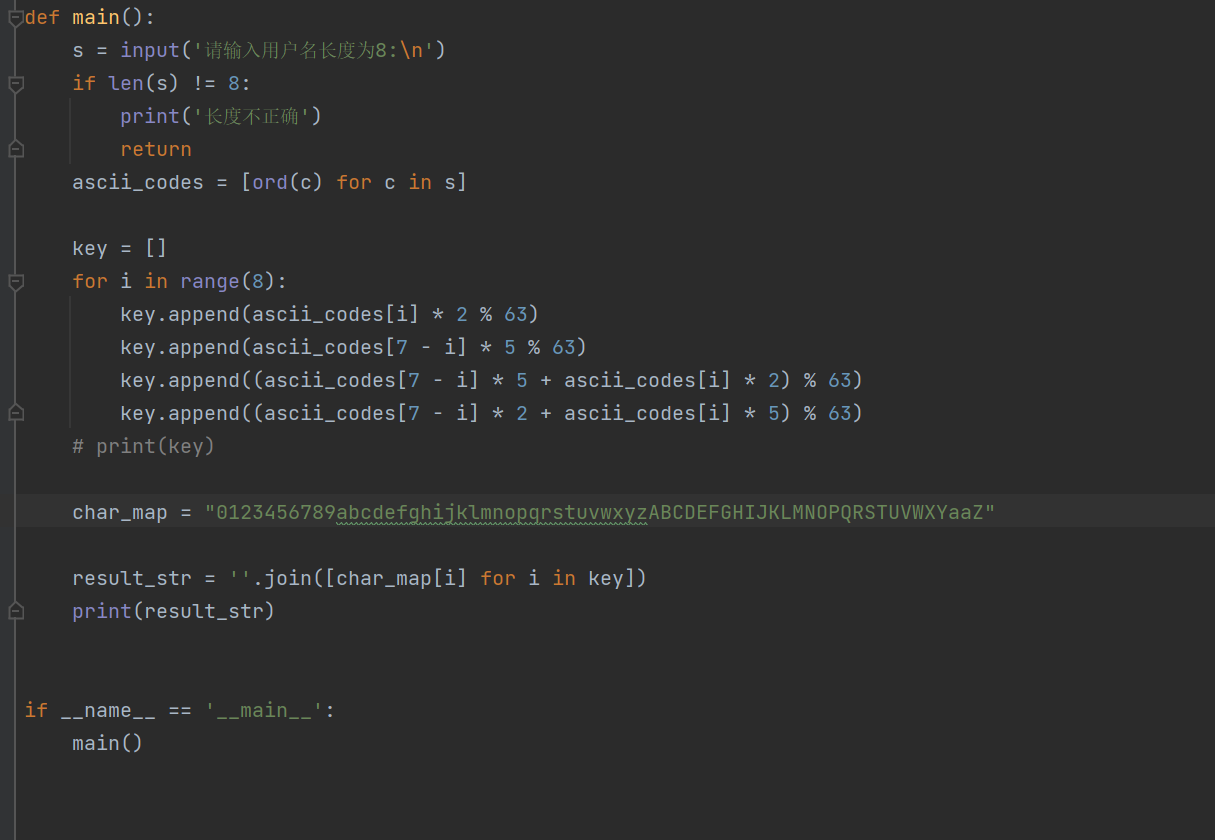 def main():
    s = input('请输入用户名长度为8:\n')
    if len(s) != 8:
        print('长度不正确')
        return
    ascii_codes = [ord(c) for c in s]
    key = []
    for i in range(8):
        key.append(ascii_codes[i] * 2 % 63)
        key.append(ascii_codes[7 - i] * 5 % 63)
        key.append((ascii_codes[7 - i] * 5 + ascii_codes[i] * 2) % 63)
        key.append((ascii_codes[7 - i] * 2 + ascii_codes[i] * 5) % 63)
    # print(key)
    char_map = "0123456789abcdefghijklmnopqrstuvwxyzABCDEFGHIJKLMNOPQRSTUVWXYaaZ"
    result_str = ''.join([char_map[i] for i in key])
    print(result_str)
if __name__ == '__main__':
    main()